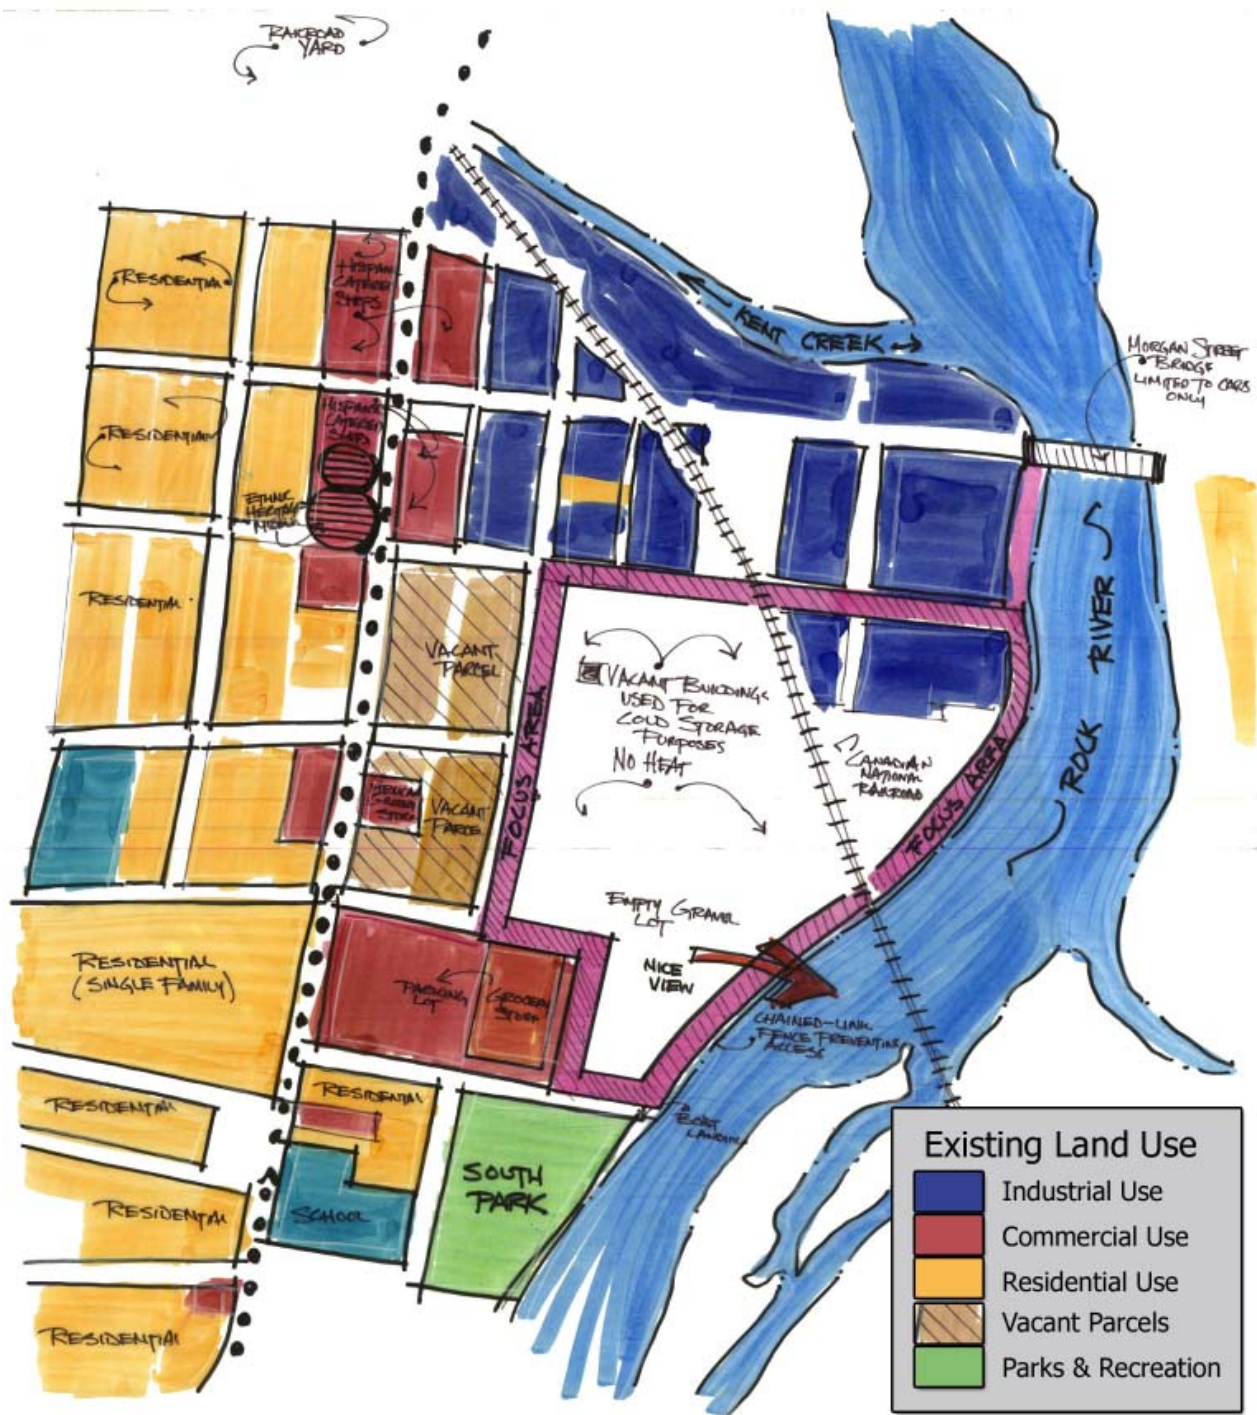 RAILROAD
YARD
RESIDENTIAL
HISPANIC
CATERED
SHOPS
KENT CREEK
MORGAN STREET
BRIDGE
LIMITED TO CARS
ONLY
RESIDENTIAL
HISPANIC
CATERED
SHOPS
ETHNIC
HERITAGE
RESIDENTIAL
VACANT
PARCEL
FOCUS AREA
VACANT BUILDINGS
USED FOR
COLD STORAGE
PURPOSES
NO HEAT
CANADIAN
NATIONAL
RAILROAD
FOCUS AREA
ROCK RIVER
STORE
VACANT
EMPTY GRAVEL
LOT
NICE
VIEW
RESIDENTIAL
(SINGLE FAMILY)
PARKING
LOT
GROCERY
STORE
CHAINED-LINK
FENCE PREVENTING
ACCESS
RESIDENTIAL
RESIDENTIAL
BOAT
LANDING
SOUTH
PARK
RESIDENTIAL
SCHOOL
RESIDENTIAL
Existing Land Use
Industrial Use
Commercial Use
Residential Use
Vacant Parcels
Parks & Recreation